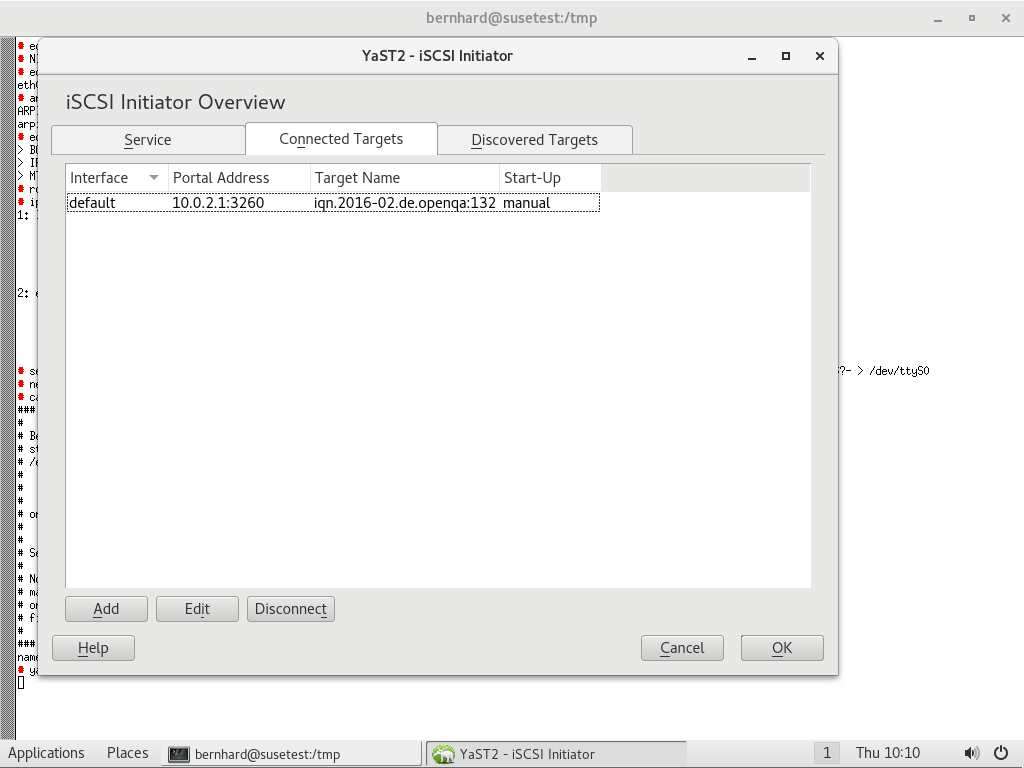 bernhard@susetest:/tmp
YaST2 - iSCSI Initiator
iSCSI Initiator Overview
Service
Connected Targets
Discovered Targets
Interface Portal Address Target Name Start-Up
default 10.0.2.1:3260 iqn.2016-02.de.openqa:132 manual
1:
2:
?- > /dev/ttyS0
###
#
#
#
#
#
#
#
#
#
###
Add Edit Disconnect
Help Cancel OK
Applications Places bernhard@susetest:/tmp YaST2 - iSCSI Initiator 1 Thu 10:10